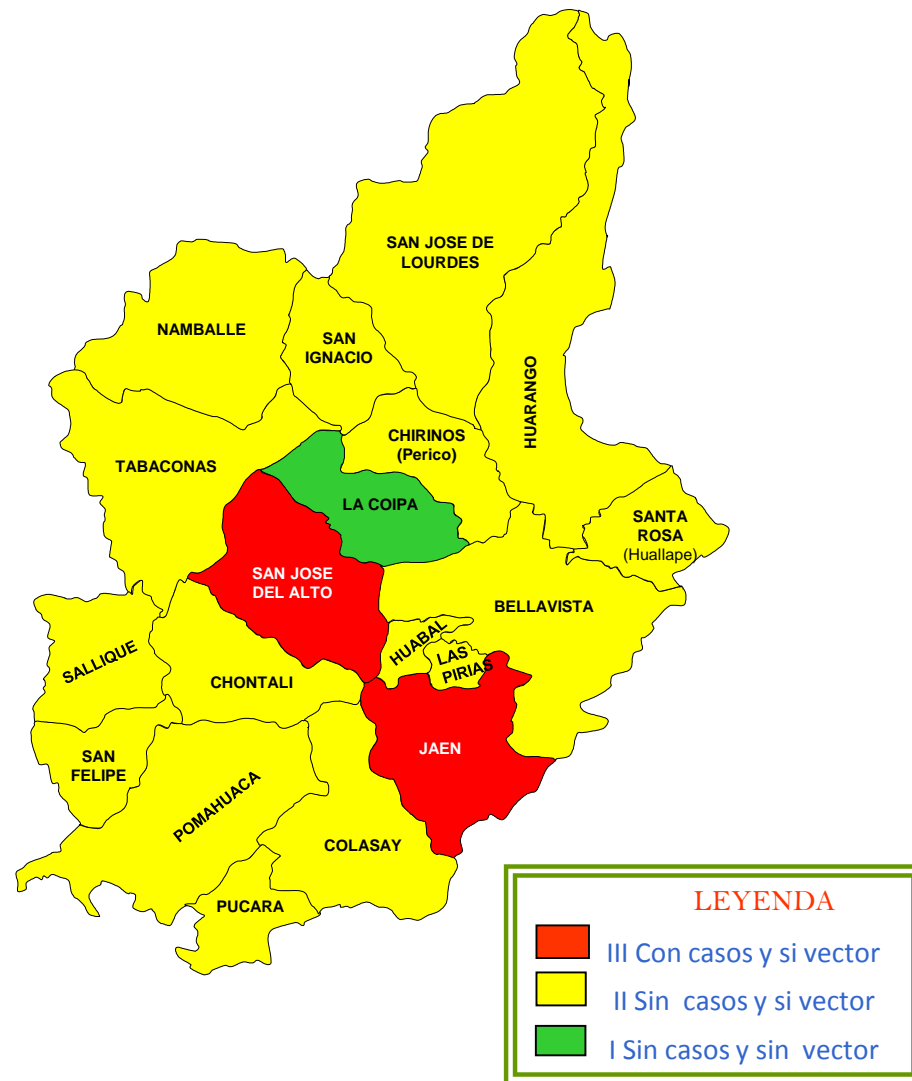 SAN JOSE DE
LOURDES
NAMBALLE
SAN
IGNACIO
HUARANGO
CHIRINOS
(Perico)
TABACONAS
LA COIPA
SANTA
ROSA
(Huallape)
SAN JOSE
DEL ALTO
BELLAVISTA
HUABAL
LAS
PIRIAS
SALLIQUE
CHONTALI
JAEN
SAN
FELIPE
POMAHUACA
COLASAY
PUCARA
LEYENDA
III Con casos y si vector
II Sin casos y si vector
I Sin casos y sin vector